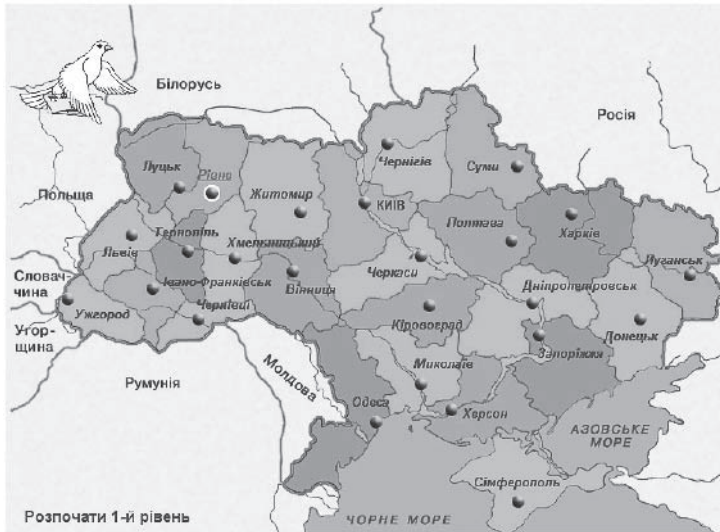 Білорусь
Росія
Чернігів
Суми
Луцьк
Рівне
Польща
Житомир
КИЇВ
Полтава
Харків
Тернопіль
Львів
Хмельницький
Луганськ
Черкаси
Словач-
чина
Івано-Франківськ
Вінниця
Дніпропетровськ
Ужгород
Чернівці
Кіровоград
Донецьк
Угор-
щина
Запоріжжя
Молдова
Миколаїв
Румунія
Одеса
Херсон
АЗОВСЬКЕ
МОРЕ
Сімферополь
Розпочати 1-й рівень
ЧОРНЕ МОРЕ